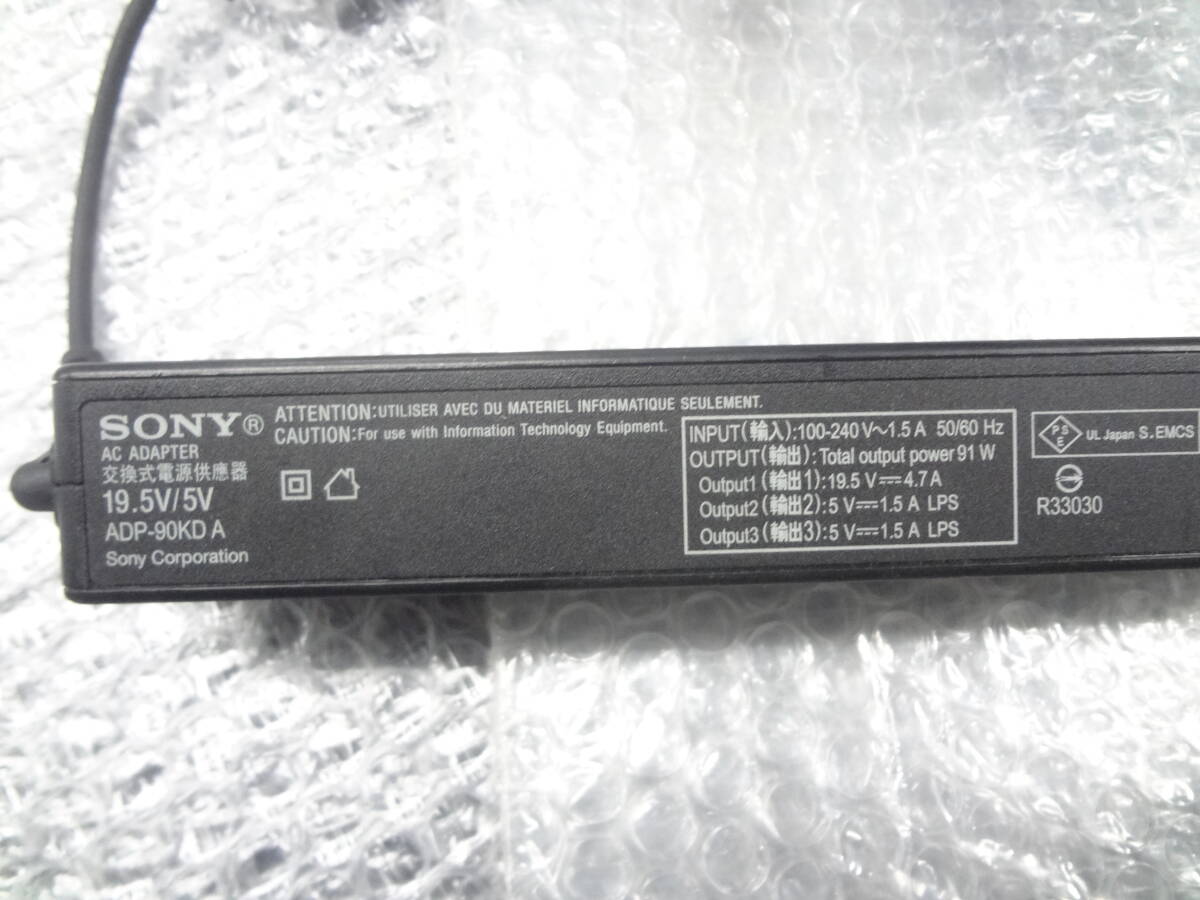 SONY®
AC ADAPTER
交換式電源供應器
19.5V/5V
ADP-90KD A
Sony Corporation
ATTENTION:UTILISER AVEC DU MATERIEL INFORMATIQUE SEULEMENT.
CAUTION:For use with Information Technology Equipment.
INPUT(輸入):100-240V~1.5A 50/60 Hz
OUTPUT(輸出):Total output power 91 W
Output1(輸出1):19.5 V⎓4.7A
Output2(輸出2):5 V⎓1.5 A LPS
Output3(輸出3):5 V⎓1.5 A LPS
PSE
UL Japan S.EMCS
R33030